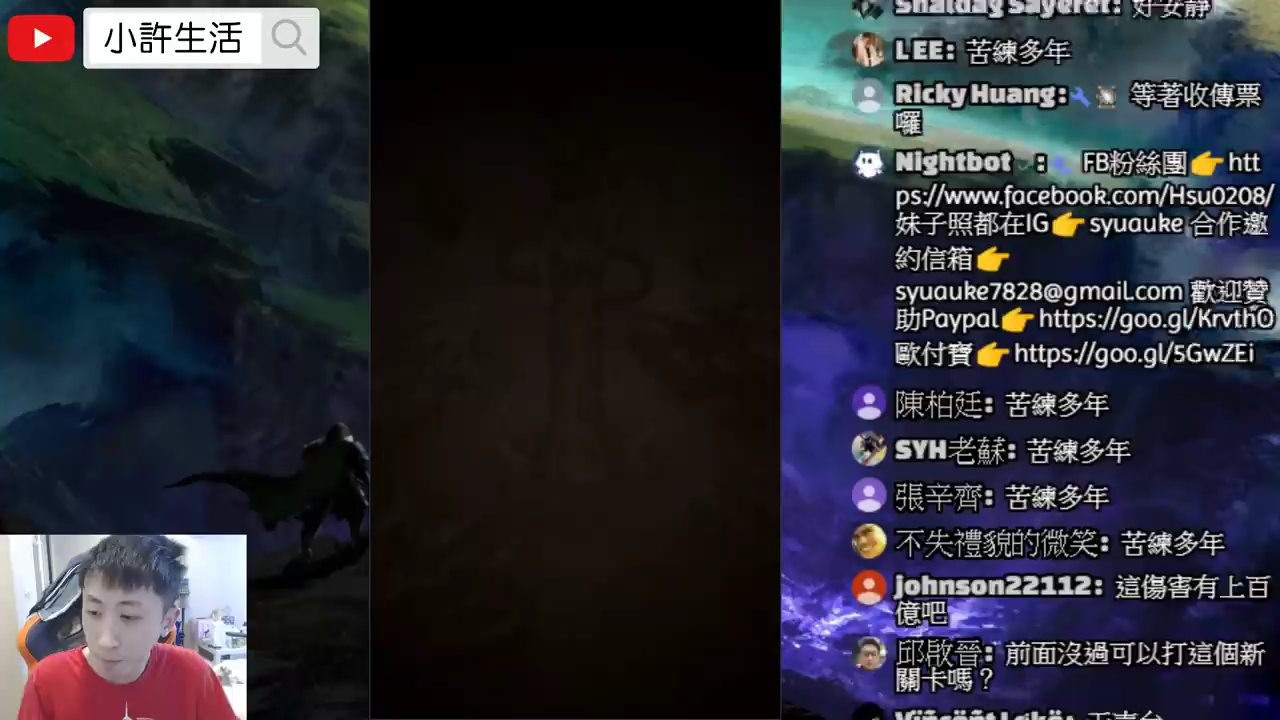 小許生活
Shaldag Sayeret: 好安靜
LEE: 苦練多年
Ricky Huang: 等著收傳票
囉
Nightbot : FB粉絲團👉htt
ps://www.facebook.com/Hsu0208/
妹子照都在IG👉syuauke 合作邀
約信箱👉
syuauke7828@gmail.com 歡迎贊
助Paypal👉https://goo.gl/KrvthO
歐付寶👉https://goo.gl/5GwZEi
陳柏廷: 苦練多年
SYH老蘇: 苦練多年
張辛齊: 苦練多年
不失禮貌的微笑: 苦練多年
johnson22112: 這傷害有上百
億吧
邱啟晉: 前面沒過可以打這個新
關卡嗎？